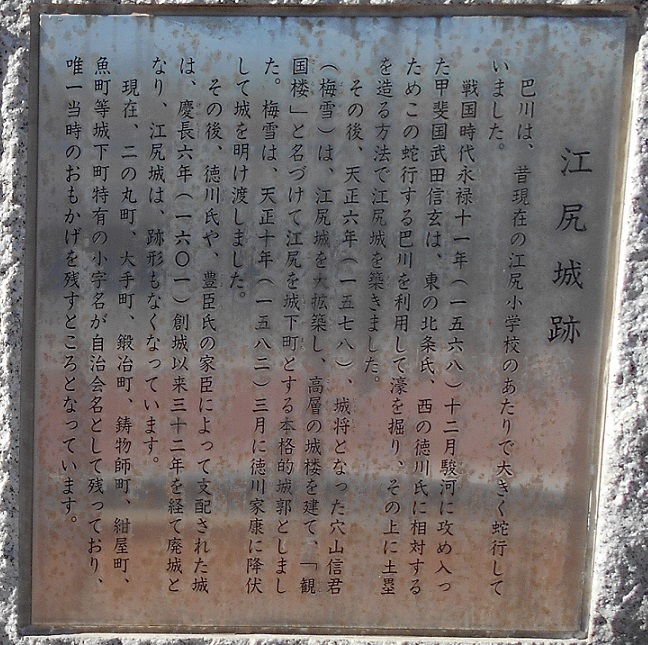 江尻城跡
巴川は、昔現在の江尻小学校のあたりで大きく蛇行して
いました。
戦国時代永禄十一年（一五六八）十二月駿河に攻め入っ
た甲斐国武田信玄は、東の北条氏、西の徳川氏に相対する
ためこの蛇行する巴川を利用して濠を掘り、その上に土塁
を造る方法で江尻城を築きました。
その後、天正六年（一五七八）、城将となった穴山信君
（梅雪）は、江尻城を大拡築し、高層の城楼を建て、「観
国楼」と名づけて江尻を城下町とする本格的城郭としまし
た。梅雪は、天正十年（一五八二）三月に徳川家康に降伏
して城を明け渡しました。
その後、徳川氏や、豊臣氏の家臣によって支配された城
は、慶長六年（一六〇一）創城以来三十二年を経て廃城と
なり、江尻城は、跡形もなくなっています。
現在、二の丸町、大手町、鍛冶町、鋳物師町、紺屋町、
魚町等城下町特有の小字名が自治会名として残っており、
唯一当時のおもかげを残すところとなっています。